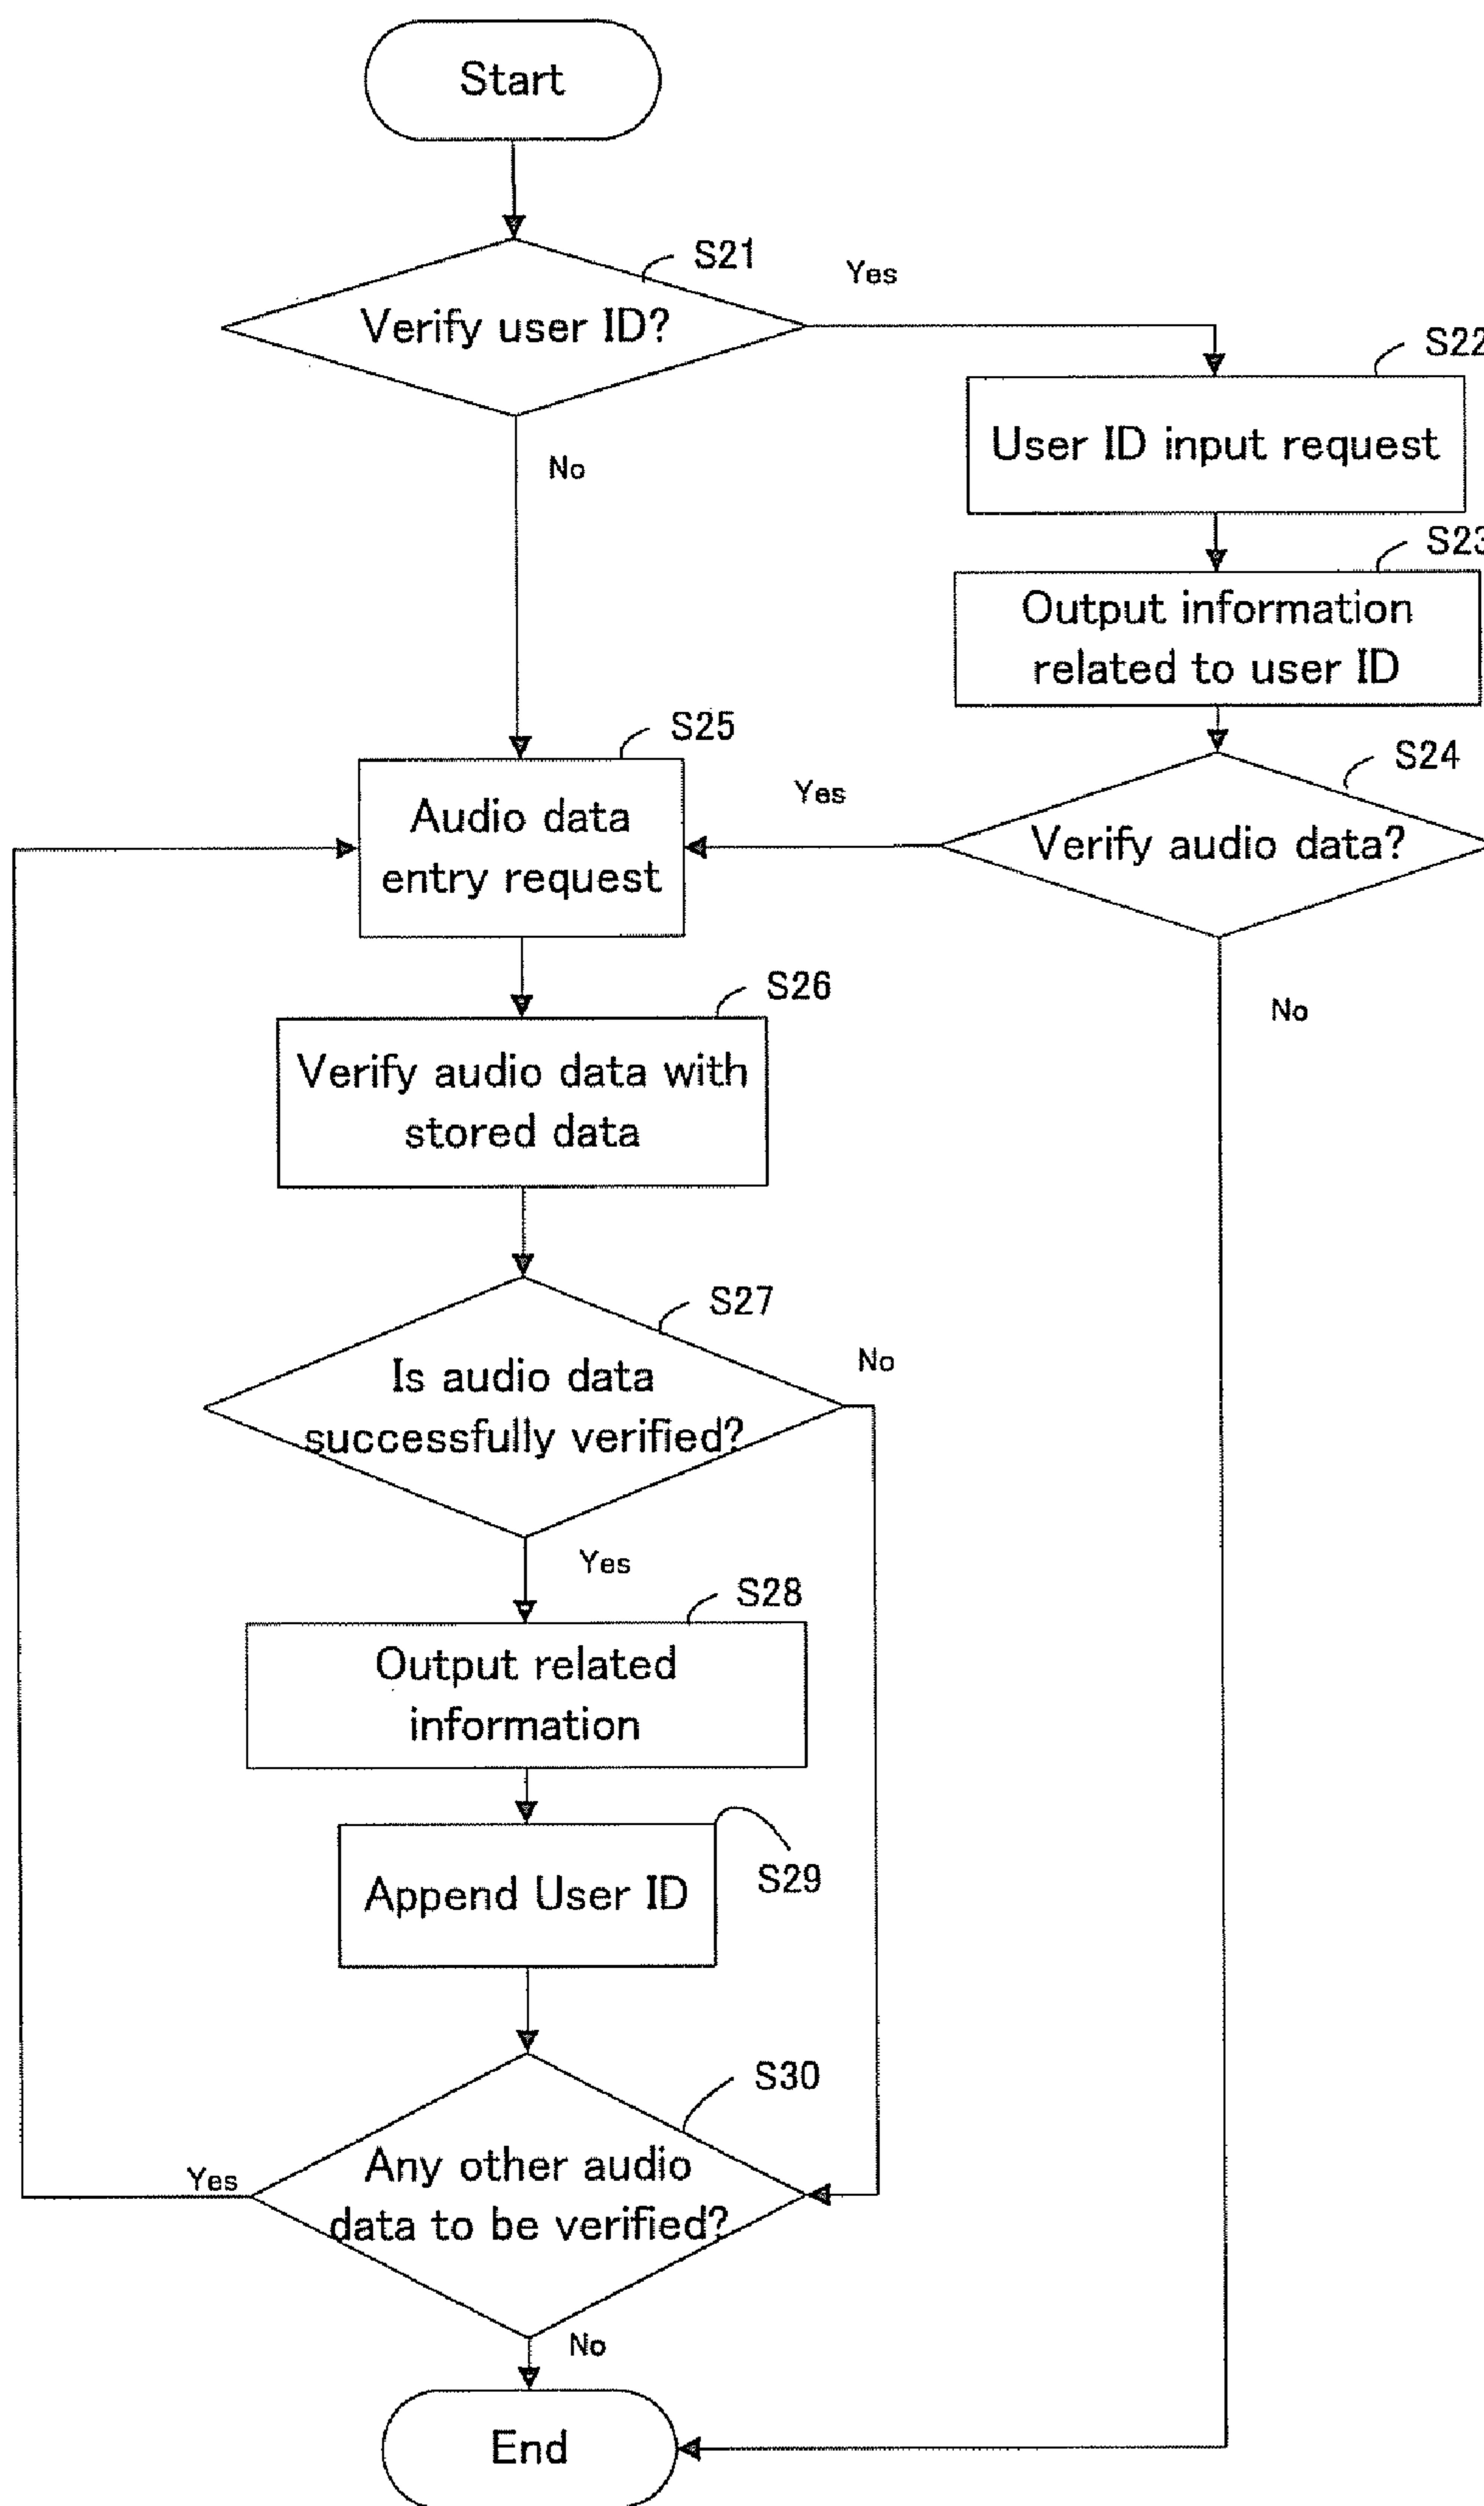 Start
S21
Yes
Verify user ID?
S22
User ID input request
No
S23
Output information
related to user ID
S25
S24
Yes
Audio data
entry request
Verify audio data?
S26
No
Verify audio data with
stored data
S27
No
Is audio data
successfully verified?
Yes
S28
Output related
information
S29
Append User ID
S30
Yes
Any other audio
data to be verified?
No
End